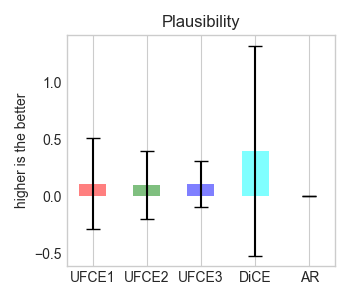 Plausibility
higher is the better
1.0
0.5
0.0
−0.5
UFCE1 UFCE2 UFCE3 DiCE AR